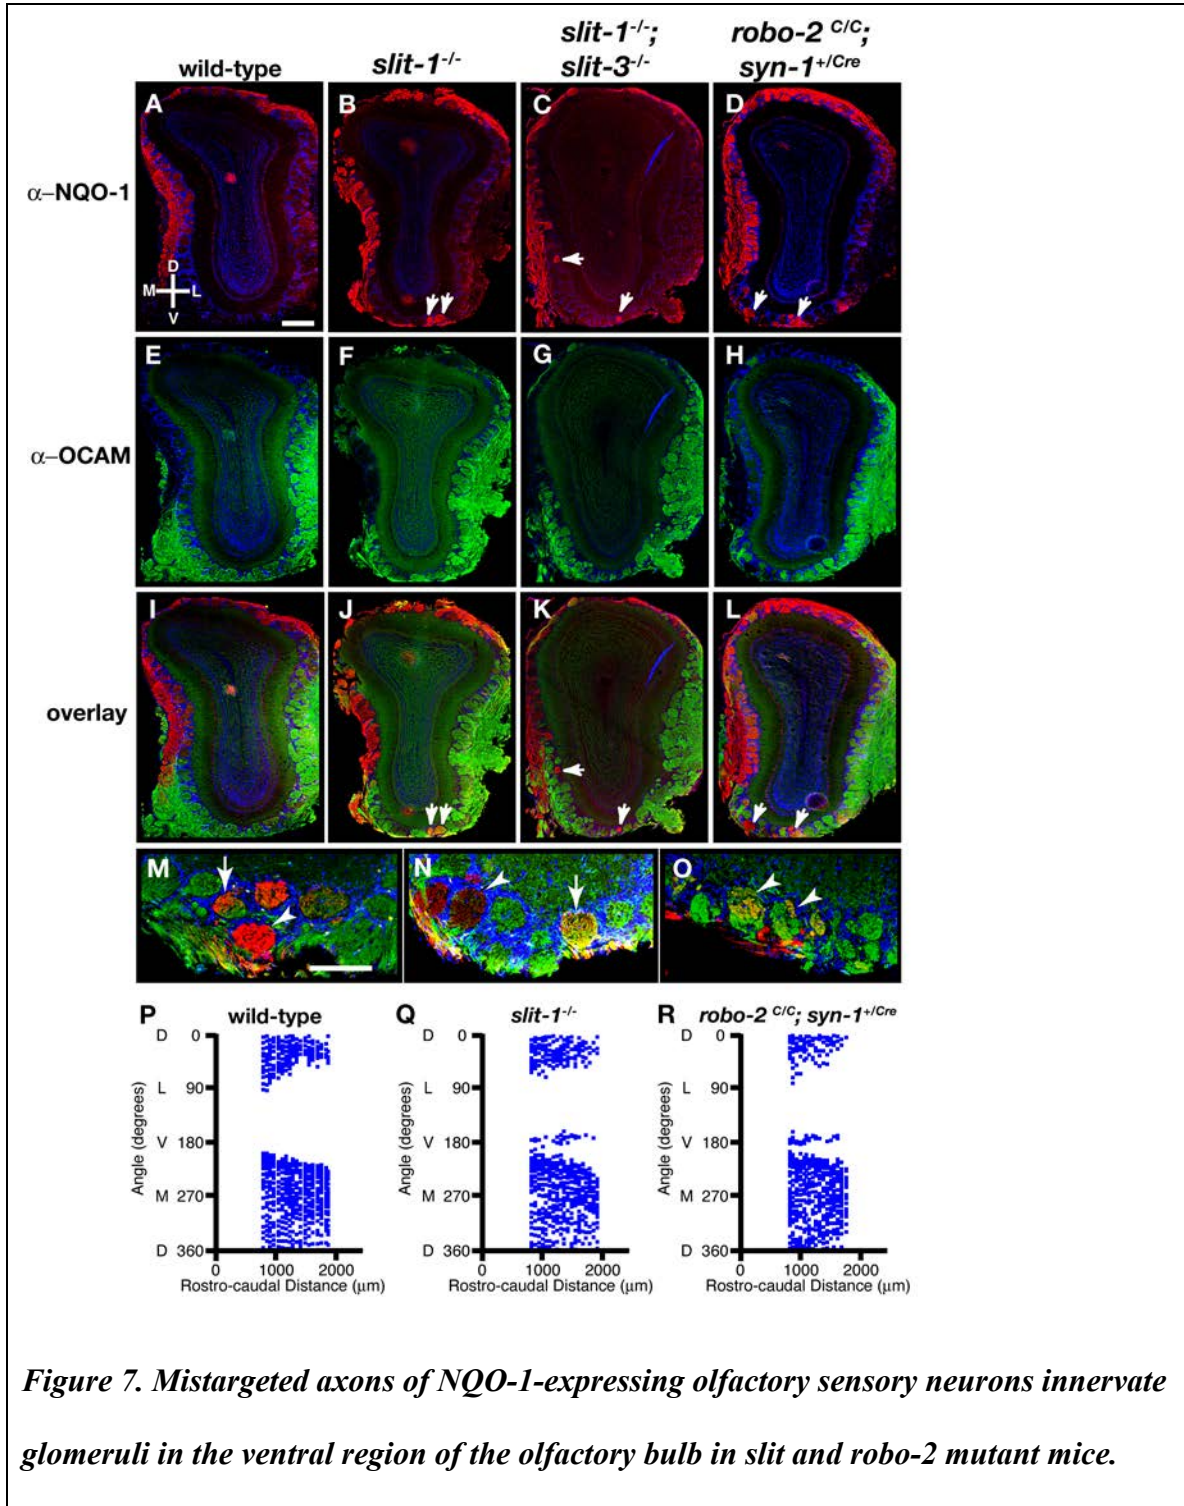 wild-type
slit-1-/-
slit-1-/-;
slit-3-/-
robo-2 C/C;
syn-1+/Cre
A
B
C
D
α–NQO-1
D
M
L
V
E
F
G
H
α–OCAM
I
J
K
L
overlay
M
N
O
P
wild-type
D 0
L 90
V 180
M 270
D 360
Angle (degrees)
0 1000 2000
Rostro-caudal Distance (μm)
Q
slit-1-/-
D 0
L 90
V 180
M 270
D 360
Angle (degrees)
0 1000 2000
Rostro-caudal Distance (μm)
R
robo-2 C/C; syn-1+/Cre
D 0
L 90
V 180
M 270
D 360
Angle (degrees)
0 1000 2000
Rostro-caudal Distance (μm)
Figure 7. Mistargeted axons of NQO-1-expressing olfactory sensory neurons innervate
glomeruli in the ventral region of the olfactory bulb in slit and robo-2 mutant mice.